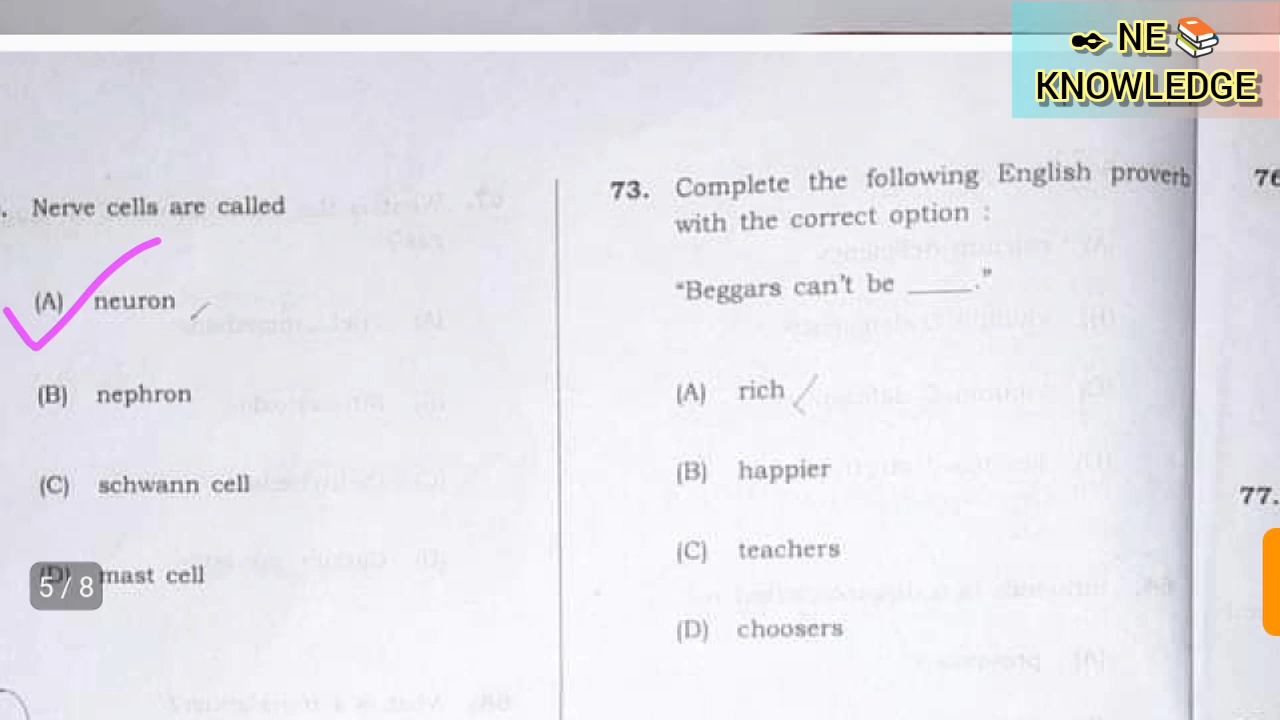 NE
KNOWLEDGE
. Nerve cells are called
(A) neuron
(B) nephron
(C) schwann cell
(D) mast cell
5 / 8
73. Complete the following English proverb
with the correct option :
“Beggars can't be _____.”
(A) rich
(B) happier
(C) teachers
(D) choosers
76
77.